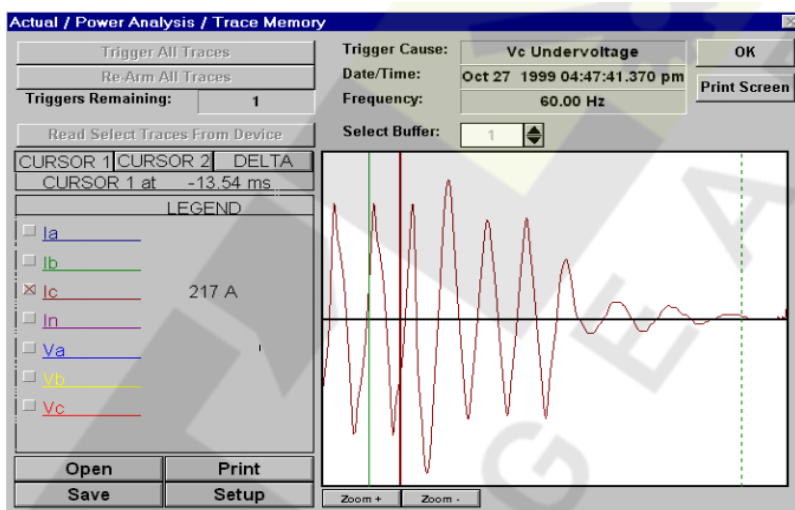 Actual / Power Analysis / Trace Memory
Trigger All Traces
Re-Arm All Traces
Triggers Remaining: 1
Read Select Traces From Device
Trigger Cause: Vc Undervoltage
Date/Time: Oct 27 1999 04:47:41.370 pm
Frequency: 60.00 Hz
Select Buffer: 1
OK
Print Screen
CURSOR 1 CURSOR 2 DELTA
CURSOR 1 at -13.54 ms
LEGEND
Ia
Ib
Ic 217 A
In
Va
Vb
Vc
Open Print
Save Setup
Zoom + Zoom -